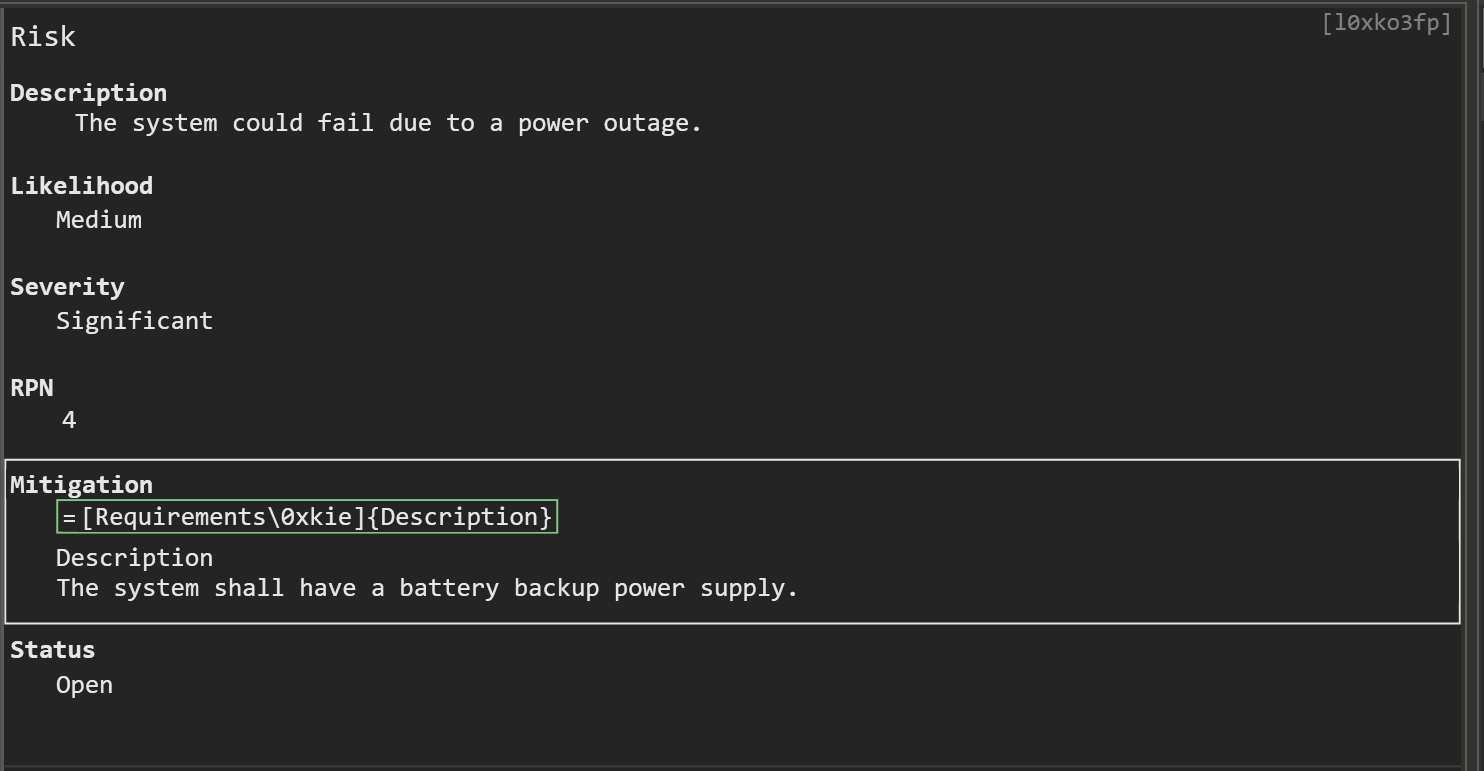 [l0xko3fp]
Risk
Description
The system could fail due to a power outage.
Likelihood
Medium
Severity
Significant
RPN
4
Mitigation
=[Requirements\0xkie]{Description}
Description
The system shall have a battery backup power supply.
Status
Open